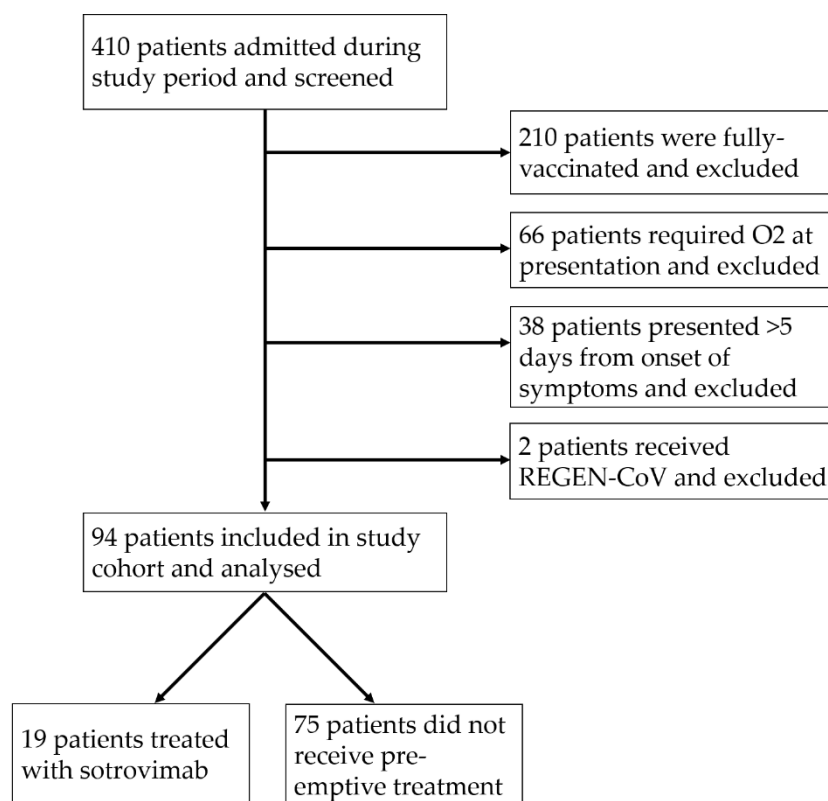 410 patients admitted during
study period and screened
210 patients were fully-
vaccinated and excluded
66 patients required O2 at
presentation and excluded
38 patients presented >5
days from onset of
symptoms and excluded
2 patients received
REGEN-CoV and excluded
94 patients included in study
cohort and analysed
19 patients treated
with sotrovimab
75 patients did not
receive pre-
emptive treatment